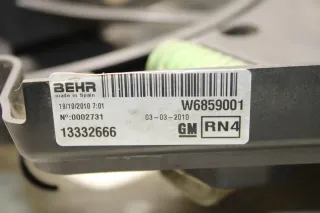 BEHR
made in Spain
19/10/2010 7:01 W6859001
Nº:0002731 03-03-2010
13332666 GM RN4